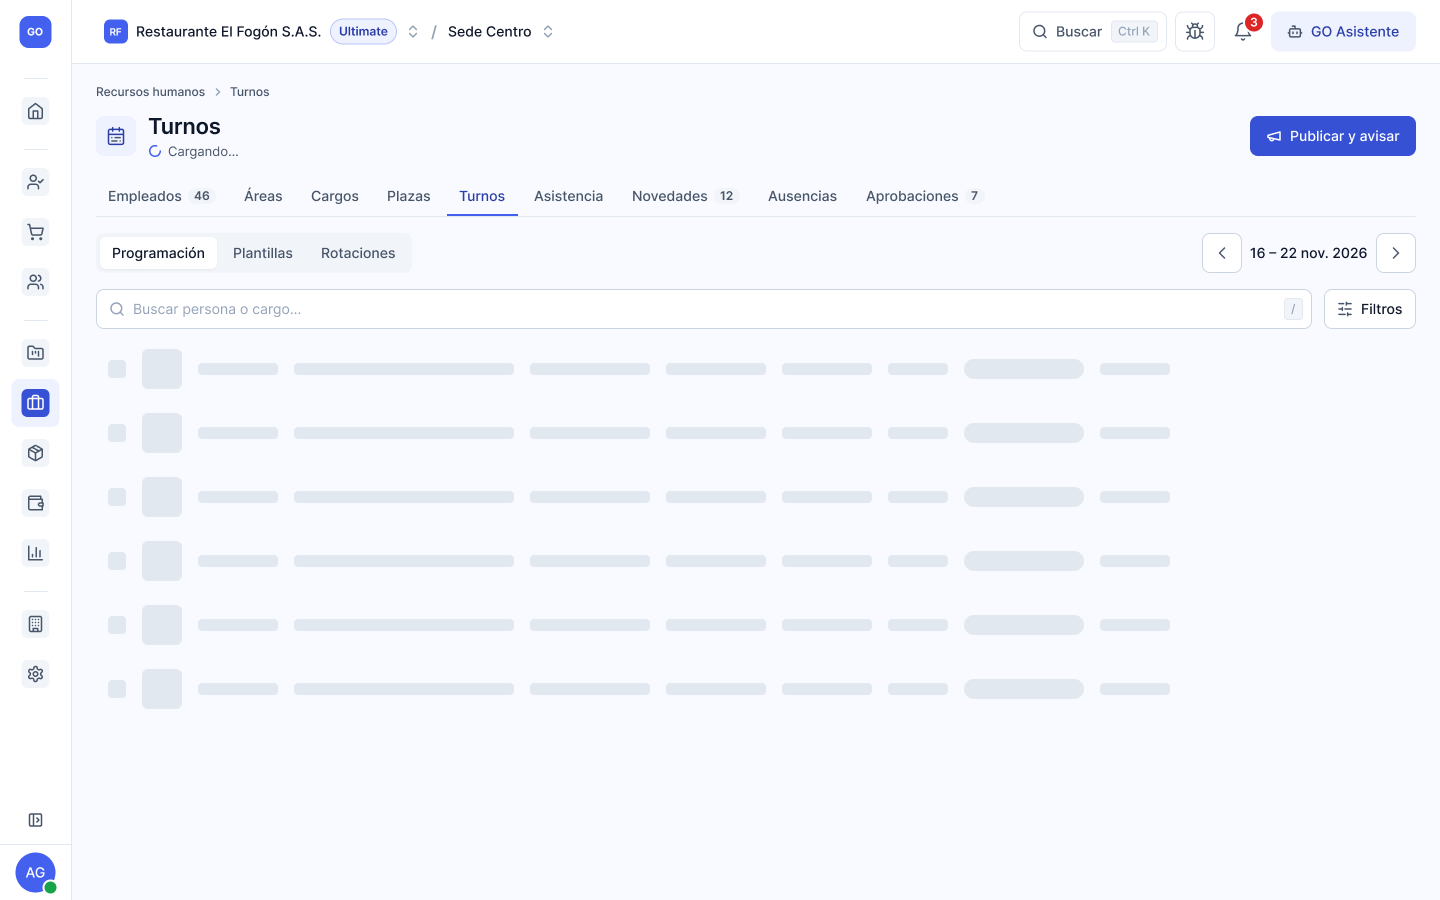 GO
RF Restaurante El Fogón S.A.S. Ultimate / Sede Centro Buscar Ctrl K 3 GO Asistente
Recursos humanos Turnos
Turnos
Cargando...
Publicar y avisar
Empleados 46 Áreas Cargos Plazas Turnos Asistencia Novedades 12 Ausencias Aprobaciones 7
Programación Plantillas Rotaciones 16 – 22 nov. 2026
Buscar persona o cargo... / Filtros
AG